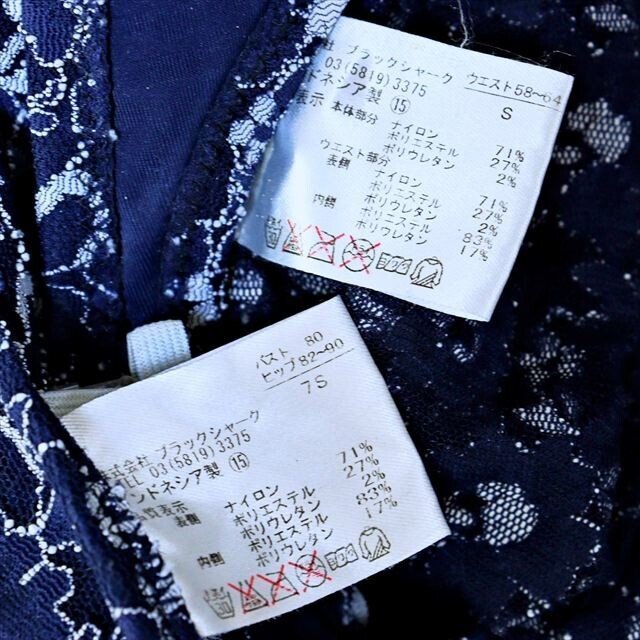 ブラックシャーク
03(5819)3375
ドネシア製 ⑮
ウエスト 58~64
S
表示 本体部分
ナイロン 71%
ポリエステル 27%
ポリウレタン 2%
ウエスト部分
表側
ナイロン 71%
ポリエステル 27%
ポリウレタン 2%
内側
ポリエステル 83%
ポリウレタン 17%
バスト 80
ヒップ 82~90
7S
式会社 ブラックシャーク
TEL 03(5819)3375
ンドネシア製 ⑮
質表示
表側
ナイロン 71%
ポリエステル 27%
ポリウレタン 2%
内側
ポリエステル 83%
ポリウレタン 17%